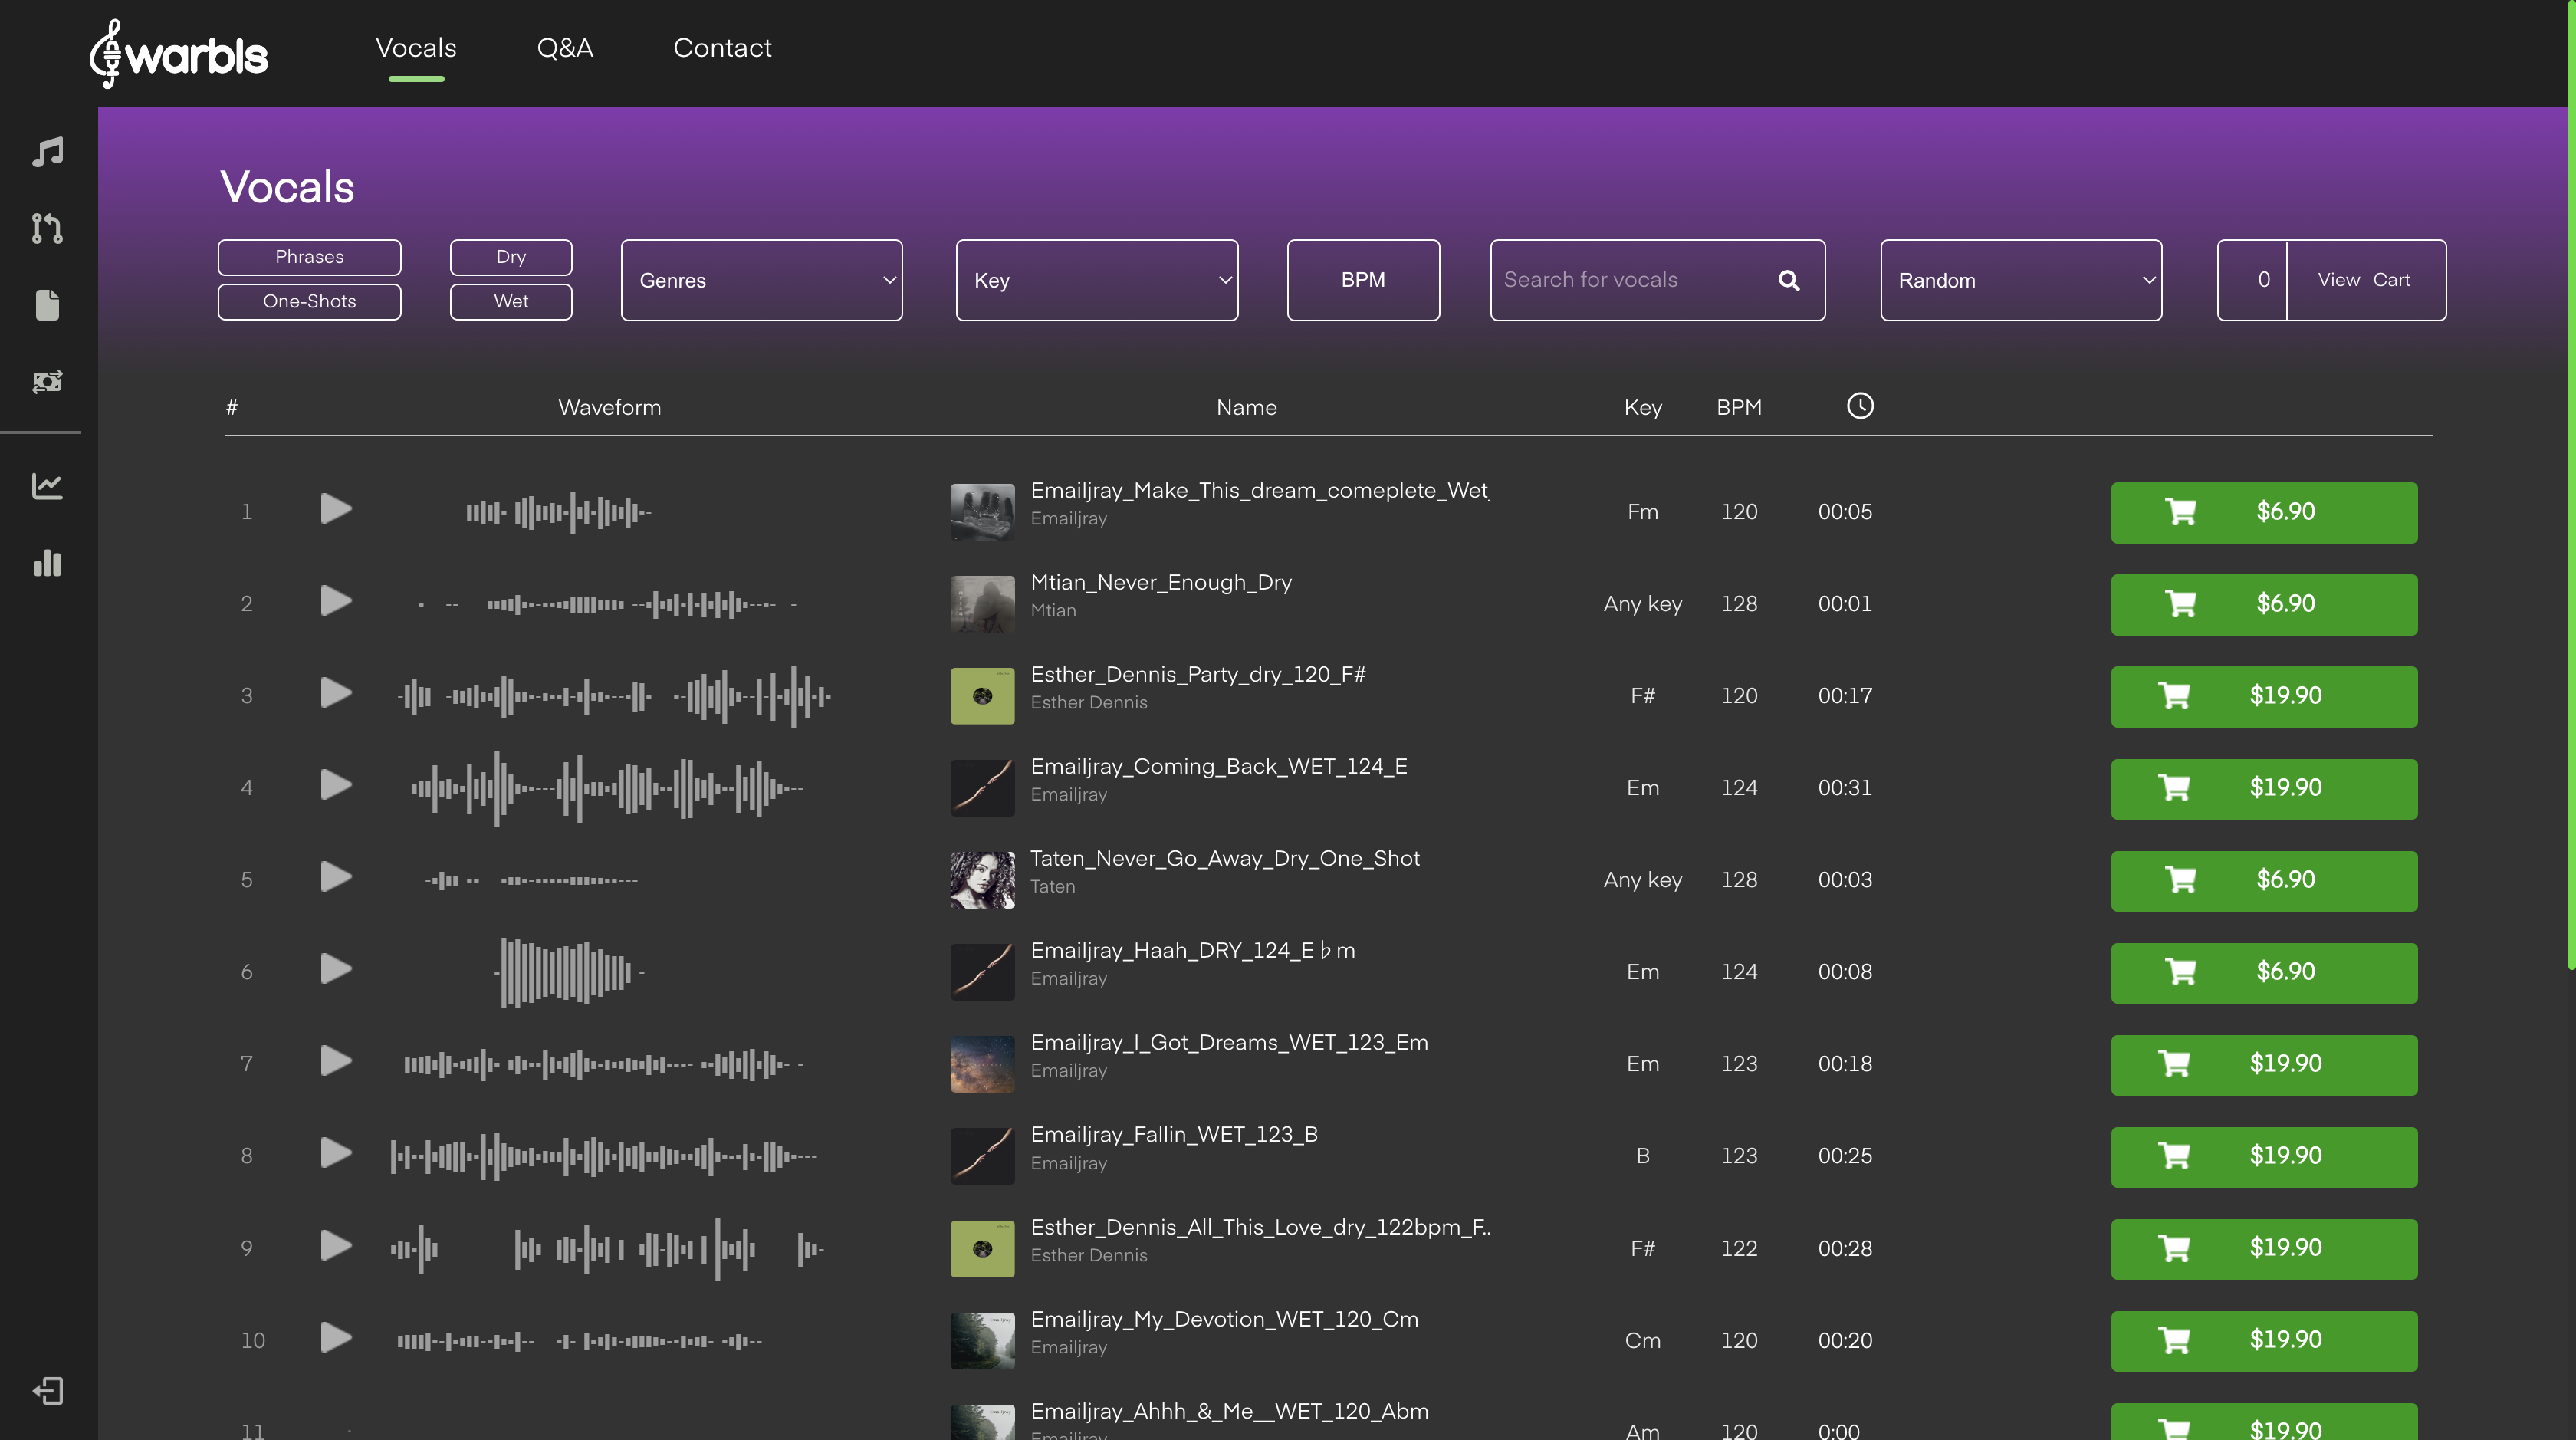 warbls
Vocals Q&A Contact
Vocals
Phrases
One-Shots
Dry
Wet
Genres
Key
BPM
Search for vocals
Random
0 View Cart
# Waveform Name Key BPM
1 Emailjray_Make_This_dream_comeplete_Wet Fm 120 00:05 $6.90
Emailjray
2 Mtian_Never_Enough_Dry Any key 128 00:01 $6.90
Mtian
3 Esther_Dennis_Party_dry_120_F# F# 120 00:17 $19.90
Esther Dennis
4 Emailjray_Coming_Back_WET_124_E Em 124 00:31 $19.90
Emailjray
5 Taten_Never_Go_Away_Dry_One_Shot Any key 128 00:03 $6.90
Taten
6 Emailjray_Haah_DRY_124_E♭m Em 124 00:08 $6.90
Emailjray
7 Emailjray_I_Got_Dreams_WET_123_Em Em 123 00:18 $19.90
Emailjray
8 Emailjray_Fallin_WET_123_B B 123 00:25 $19.90
Emailjray
9 Esther_Dennis_All_This_Love_dry_122bpm_F.. F# 122 00:28 $19.90
Esther Dennis
10 Emailjray_My_Devotion_WET_120_Cm Cm 120 00:20 $19.90
Emailjray
11 Emailjray_Ahhh_&_Me__WET_120_Abm Am 120 0:00 $19.90
Emailjray